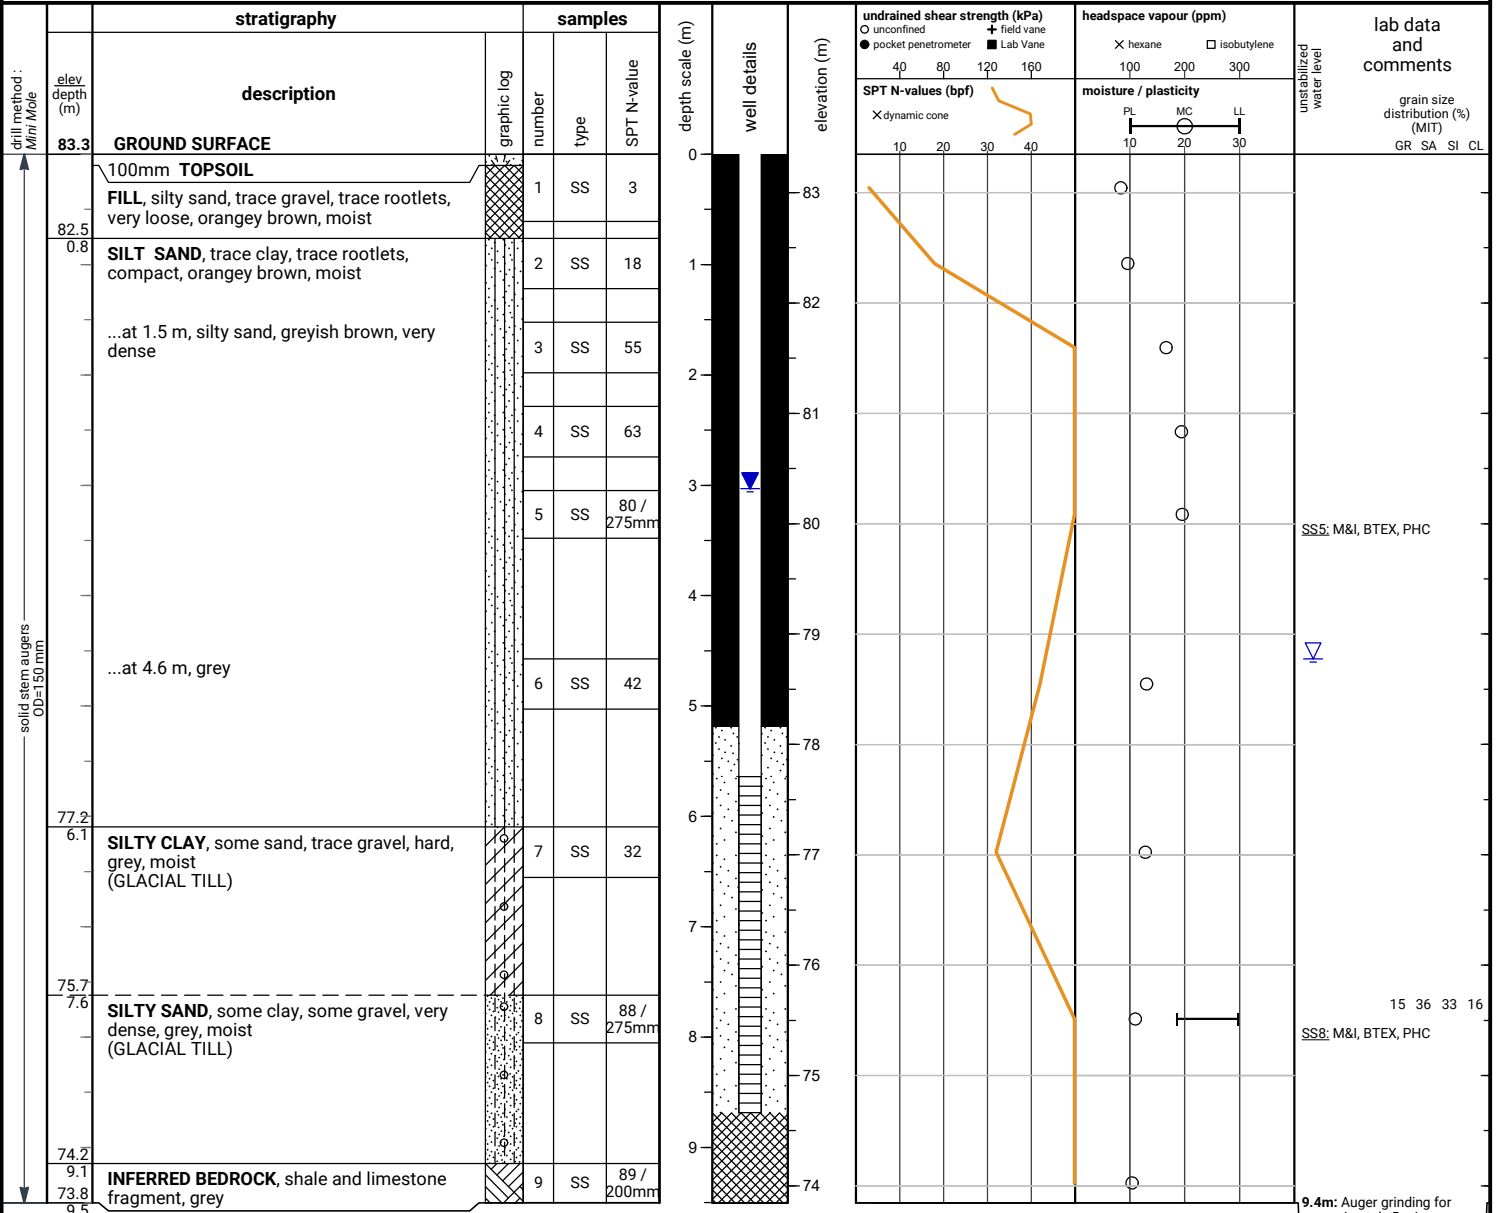 stratigraphy
samples
drill method :
Mini Mole
elev
depth
(m)
description
graphic log
number
type
SPT N-value
depth scale (m)
well details
elevation (m)
undrained shear strength (kPa)
unconfined
field vane
pocket penetrometer
Lab Vane
40 80 120 160
SPT N-values (bpf)
dynamic cone
10 20 30 40
headspace vapour (ppm)
hexane
isobutylene
100 200 300
moisture / plasticity
PL MC LL
10 20 30
unstabilized
water level
lab data
and
comments
grain size
distribution (%)
(MIT)
GR SA SI CL
83.3 GROUND SURFACE
100mm TOPSOIL
FILL, silty sand, trace gravel, trace rootlets,
very loose, orangey brown, moist
82.5
0.8
SILT SAND, trace clay, trace rootlets,
compact, orangey brown, moist
...at 1.5 m, silty sand, greyish brown, very
dense
...at 4.6 m, grey
77.2
6.1
SILTY CLAY, some sand, trace gravel, hard,
grey, moist
(GLACIAL TILL)
75.7
7.6
SILTY SAND, some clay, some gravel, very
dense, grey, moist
(GLACIAL TILL)
74.2
9.1
INFERRED BEDROCK, shale and limestone
fragment, grey
73.8
9.5
solid stem augers
OD=150 mm
1 SS 3
2 SS 18
3 SS 55
4 SS 63
5 SS 80 /
275mm
6 SS 42
7 SS 32
8 SS 88 /
275mm
9 SS 89 /
200mm
0
1
2
3
4
5
6
7
8
9
83
82
81
80
79
78
77
76
75
74
SS5: M&I, BTEX, PHC
15 36 33 16
SS8: M&I, BTEX, PHC
9.4m: Auger grinding for